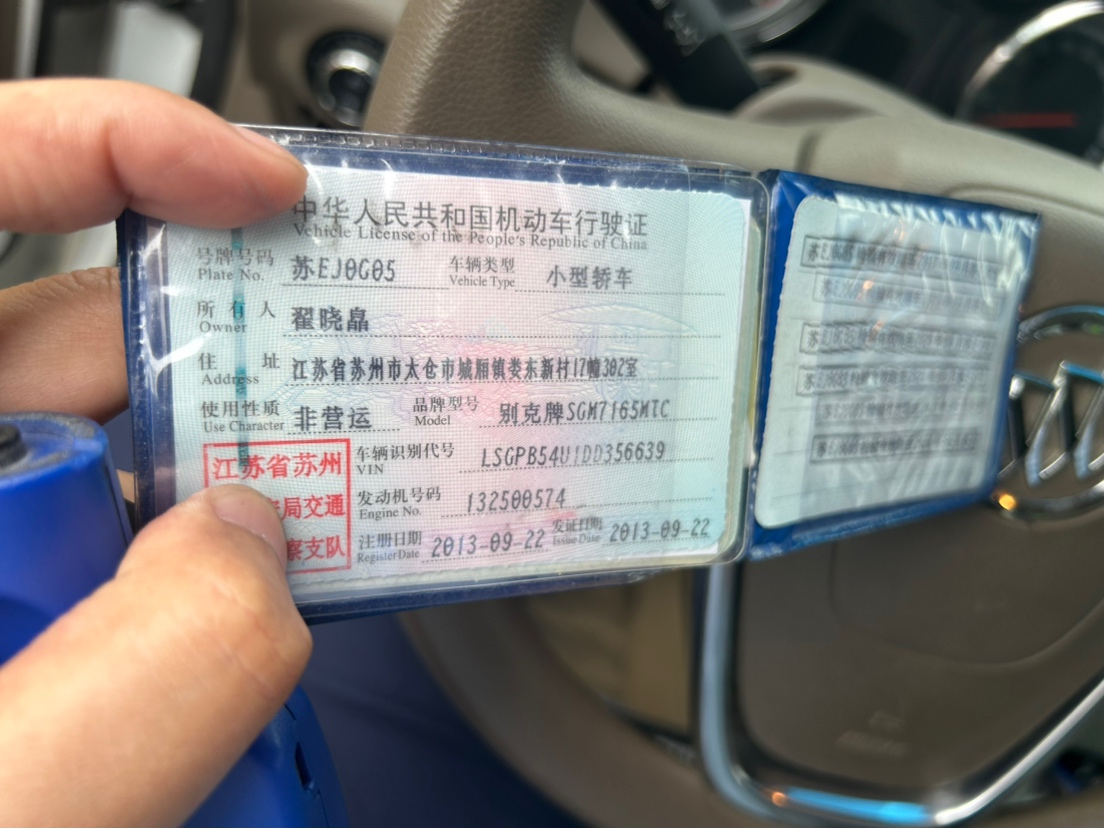 中华人民共和国机动车行驶证
Vehicle License of the People's Republic of China
号牌号码 苏EJ0G05 车辆类型 小型轿车
Plate No. Vehicle Type
所有人 翟晓皛
Owner
住址 江苏省苏州市太仓市城厢镇娄东新村17幢302室
Address
使用性质 非营运 品牌型号 别克牌SGM7165MTC
Use Character Model
江苏省苏州 车辆识别代号 LSGPB54U1DD356639
VIN
局交通 发动机号码 132500574
Engine No.
察支队 注册日期 2013-09-22 发证日期 2013-09-22
Register Date Issue Date